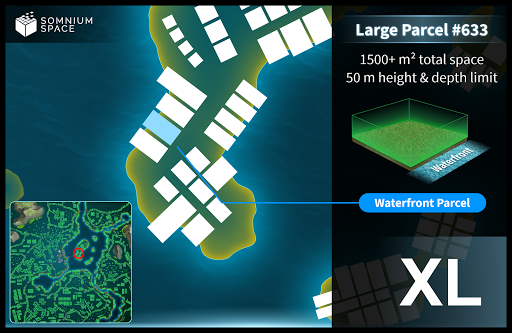 SOMNIUM
SPACE
Large Parcel #633
1500+ m² total space
50 m height & depth limit
Waterfront
Waterfront Parcel
XL